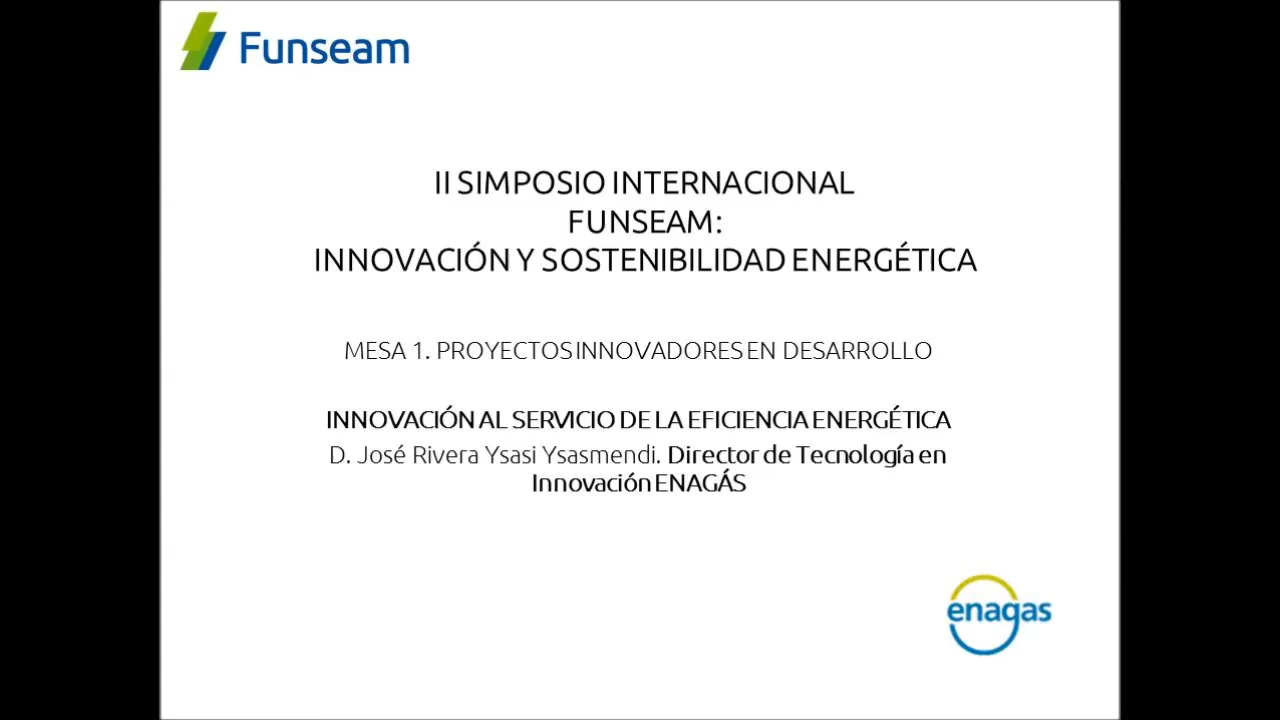 Funseam
II SIMPOSIO INTERNACIONAL
FUNSEAM:
INNOVACIÓN Y SOSTENIBILIDAD ENERGÉTICA
MESA 1. PROYECTOS INNOVADORES EN DESARROLLO
INNOVACIÓN AL SERVICIO DE LA EFICIENCIA ENERGÉTICA
D. José Rivera Ysasi Ysasmendi. Director de Tecnología en
Innovación ENAGÁS
enagas